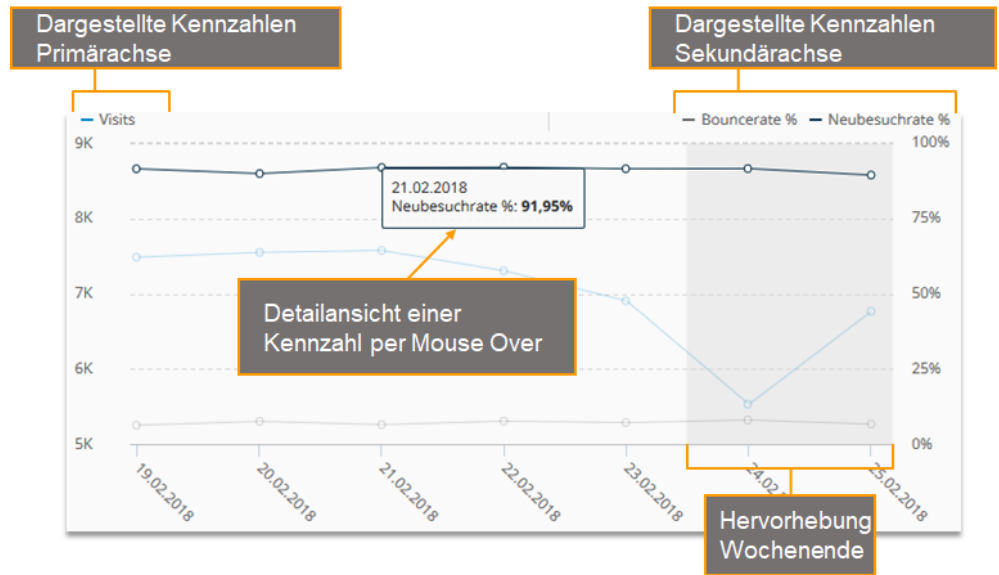 Dargestellte Kennzahlen
Primärachse
Dargestellte Kennzahlen
Sekundärachse
Visits
Bouncerate % Neubesuchrate %
9K
100%
21.02.2018
Neubesuchrate %: 91,95%
8K
75%
7K
50%
Detailansicht einer
Kennzahl per Mouse Over
6K
25%
5K
0%
19.02.2018
20.02.2018
21.02.2018
22.02.2018
23.02.2018
24.02.
25.02.2018
Hervorhebung
Wochenende